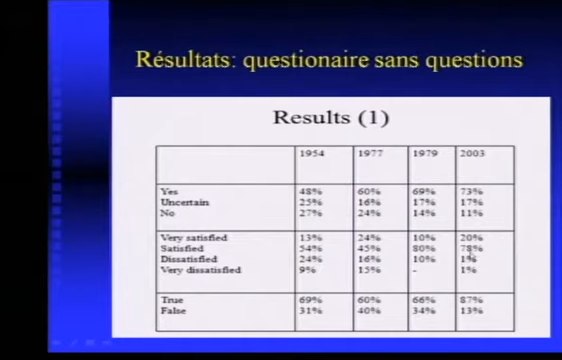 Résultats: questionaire sans questions
Results (1)
1954 1977 1979 2003
Yes 48% 60% 69% 73%
Uncertain 25% 16% 17% 17%
No 27% 24% 14% 11%
Very satisfied 13% 24% 10% 20%
Satisfied 54% 45% 80% 78%
Dissatisfied 24% 16% 10% 1%
Very dissatisfied 9% 15% - 1%
True 69% 60% 66% 87%
False 31% 40% 34% 13%